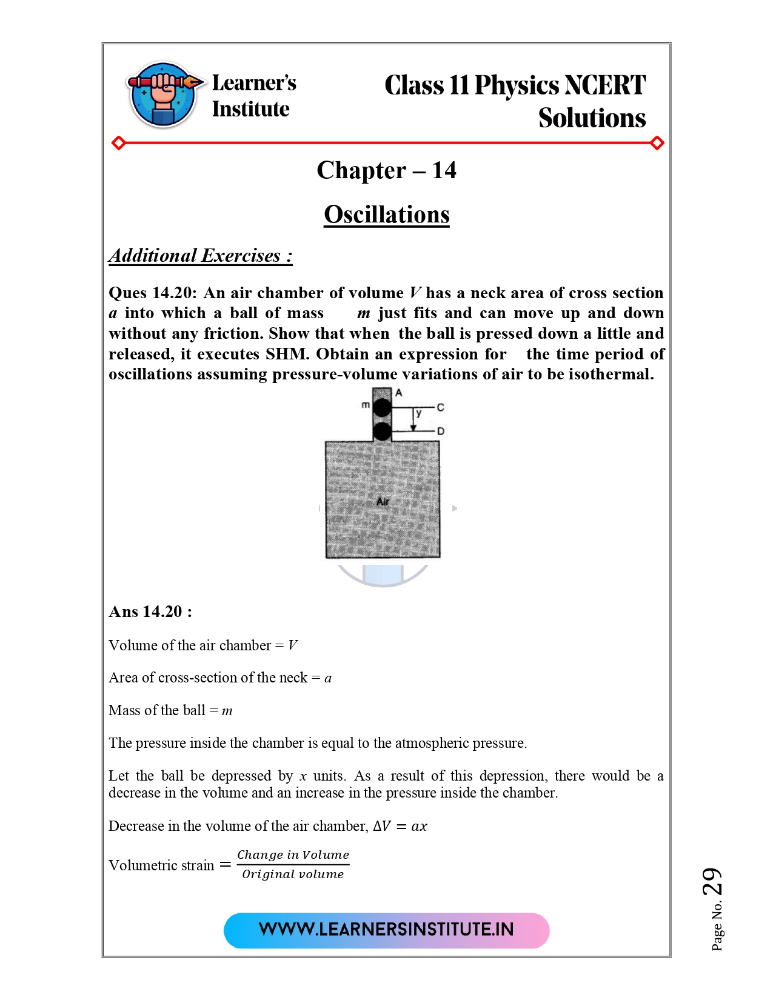 Learner's
Institute
Class 11 Physics NCERT
Solutions
Chapter – 14
Oscillations
Additional Exercises :
Ques 14.20: An air chamber of volume V has a neck area of cross section
a into which a ball of mass m just fits and can move up and down
without any friction. Show that when the ball is pressed down a little and
released, it executes SHM. Obtain an expression for the time period of
oscillations assuming pressure-volume variations of air to be isothermal.
A
m
C
y
D
Air
Ans 14.20 :
Volume of the air chamber = V
Area of cross-section of the neck = a
Mass of the ball = m
The pressure inside the chamber is equal to the atmospheric pressure.
Let the ball be depressed by x units. As a result of this depression, there would be a
decrease in the volume and an increase in the pressure inside the chamber.
Decrease in the volume of the air chamber, ΔV = ax
Volumetric strain = Change in Volume / Original volume
WWW.LEARNERSINSTITUTE.IN
Page No. 29